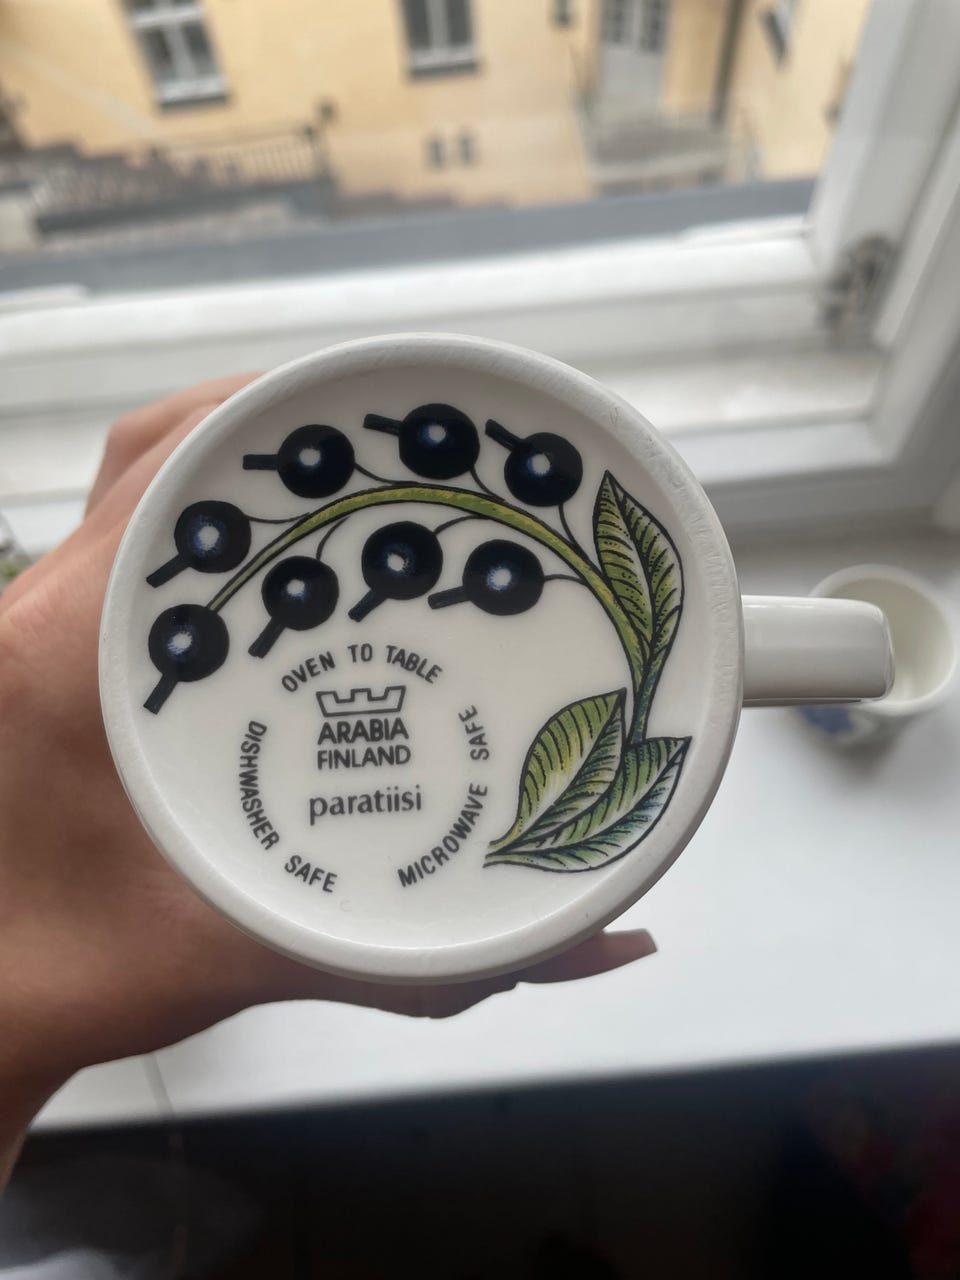 OVEN TO TABLE
ARABIA
FINLAND
paratiisi
DISHWASHER SAFE
MICROWAVE SAFE